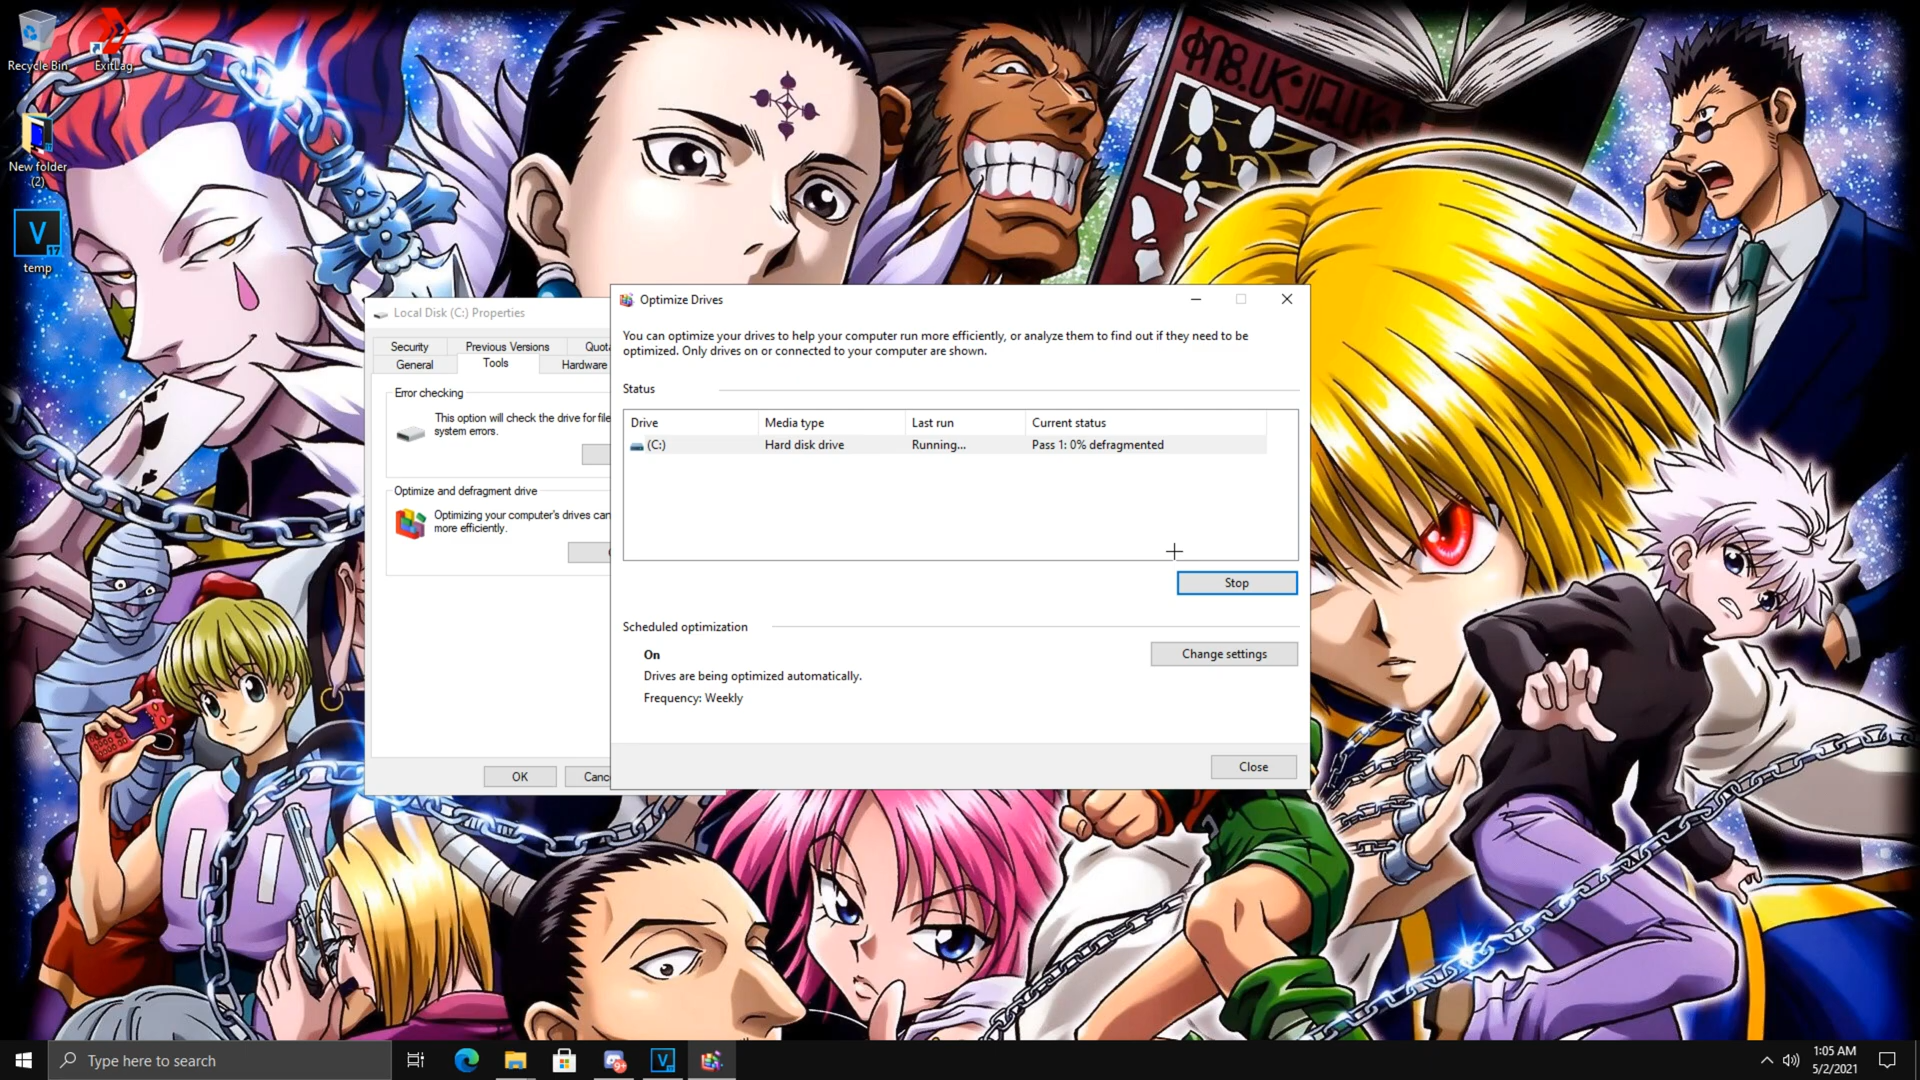 Recycle Bin
ExitLag
New folder
(2)
V
17
temp
Local Disk (C:) Properties
Security
Previous Versions
Quota
General
Tools
Hardware
Error checking
This option will check the drive for file
system errors.
Optimize and defragment drive
Optimizing your computer's drives can
more efficiently.
OK
Optimize Drives
You can optimize your drives to help your computer run more efficiently, or analyze them to find out if they need to be
optimized. Only drives on or connected to your computer are shown.
Status
Drive
Media type
Last run
Current status
(C:)
Hard disk drive
Running...
Pass 1: 0% defragmented
Stop
Scheduled optimization
On
Change settings
Drives are being optimized automatically.
Frequency: Weekly
Close
Type here to search
V
9+
1:05 AM
5/2/2021